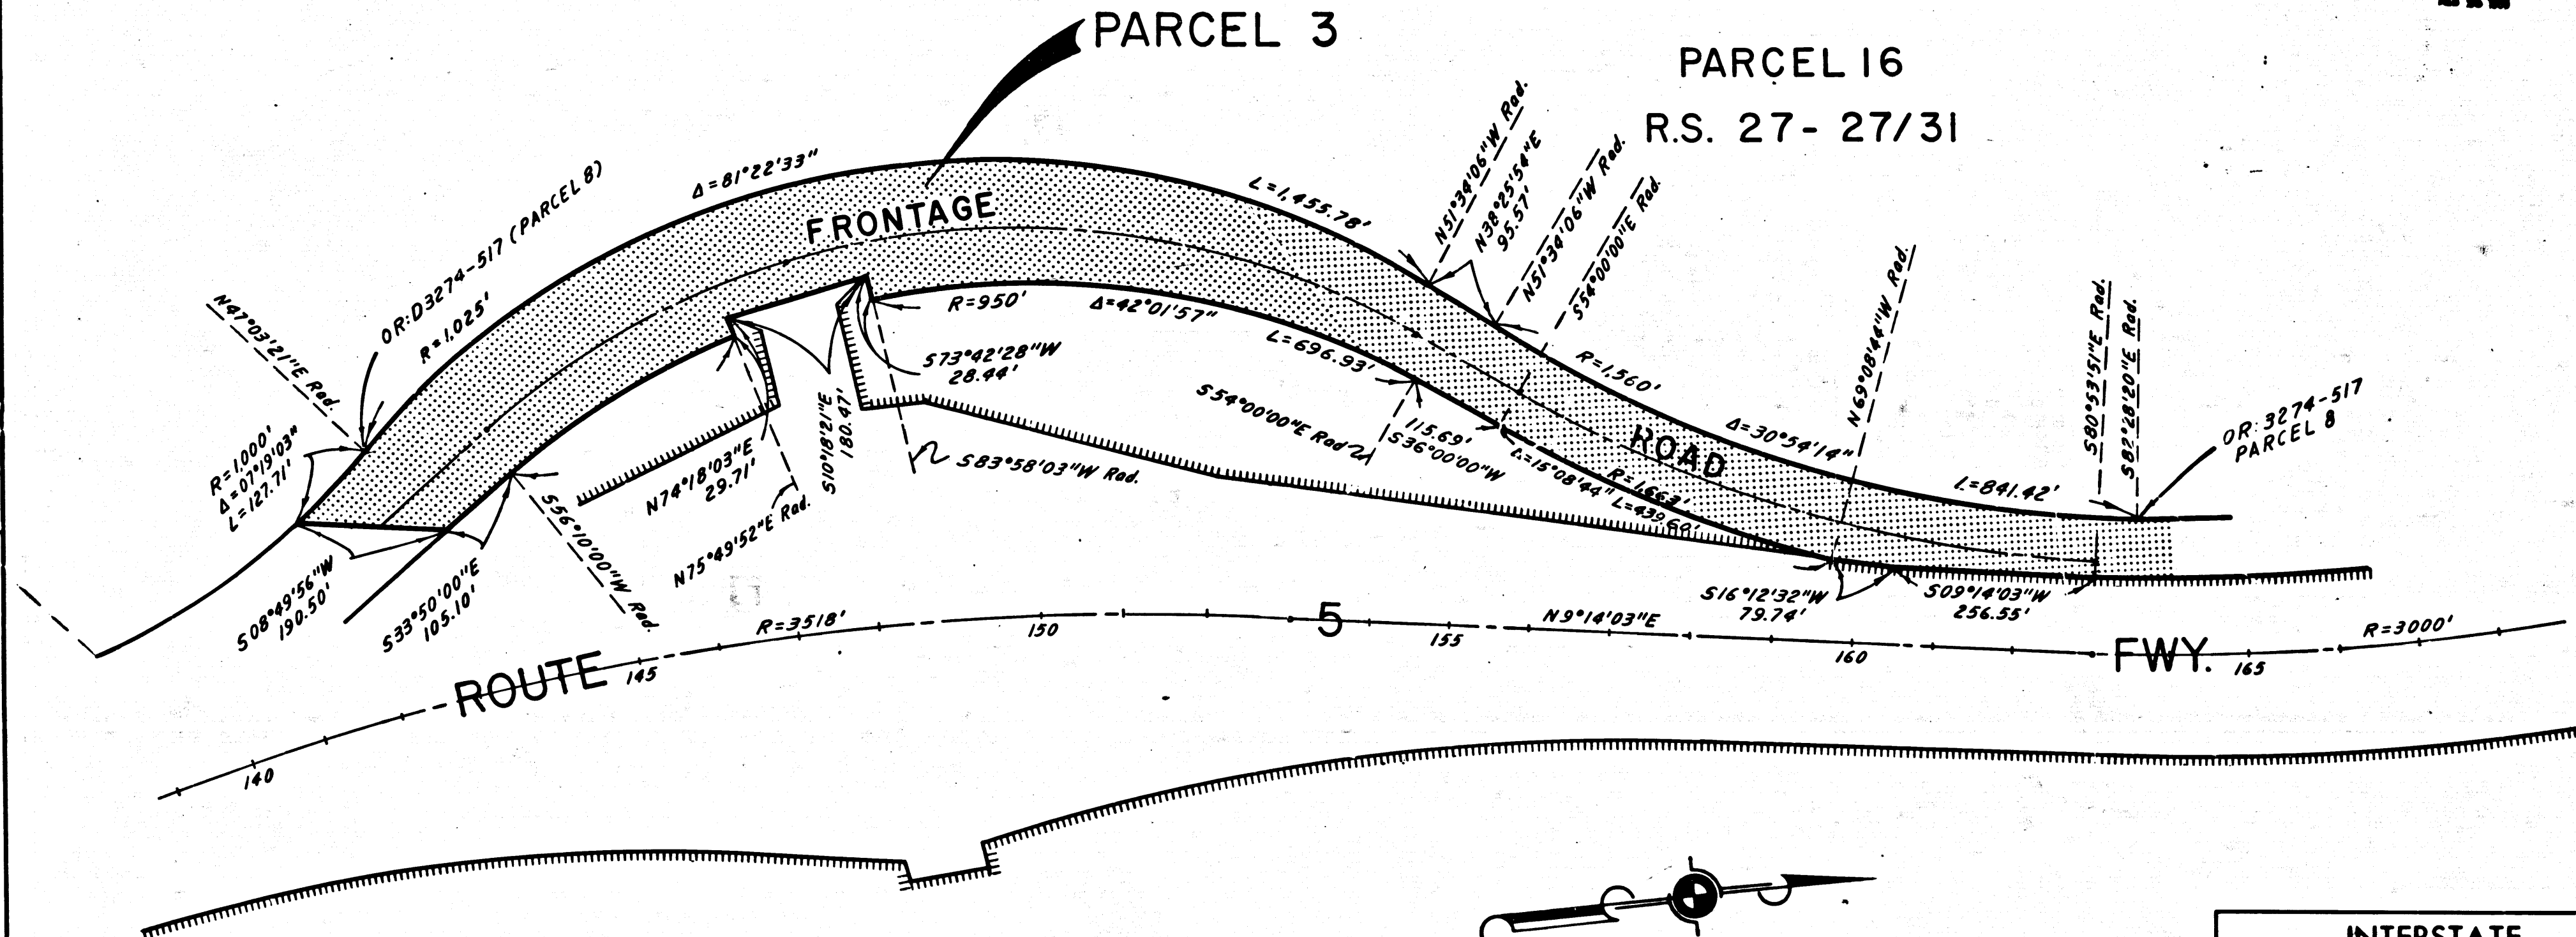 PARCEL 3
PARCEL 16
R.S. 27-27/31
Δ=81°22'33"
OR:D3274-517 (PARCEL 8)
R=1,025'
N47°03'21"E Rad
R=1,000'
Δ=07°19'03"
L=127.71'
FRONTAGE
L=1,455.78'
N51°34'06"W Rad.
N38°25'54"E
95.57'
N51°34'06"W Rad.
S54°00'00"E Rad.
R=950'
Δ=42°01'57"
L=696.93'
S73°42'28"W
28.44'
R=1,560'
N69°08'44"W Rad.
S80°53'51"E Rad.
S82°28'20"E Rad.
OR:3274-517
PARCEL 8
S54°00'00"E Rad
115.69'
S36°00'00"W
ROAD
Δ=30°54'14"
L=841.42'
Δ=15°08'44"
R=1,663'
L=439.60'
S08°49'56"W
190.50'
S33°50'00"E
105.10'
S56°10'00"W Rad.
N74°18'03"E
29.71'
N75°49'52"E Rad.
S10°18'21"E
180.47'
S83°58'03"W Rad.
S16°12'32"W
79.74'
S09°14'03"W
256.55'
ROUTE 5 FWY.
R=3518'
N9°14'03"E
R=3000'
140
145
150
155
160
165
INTERSTATE